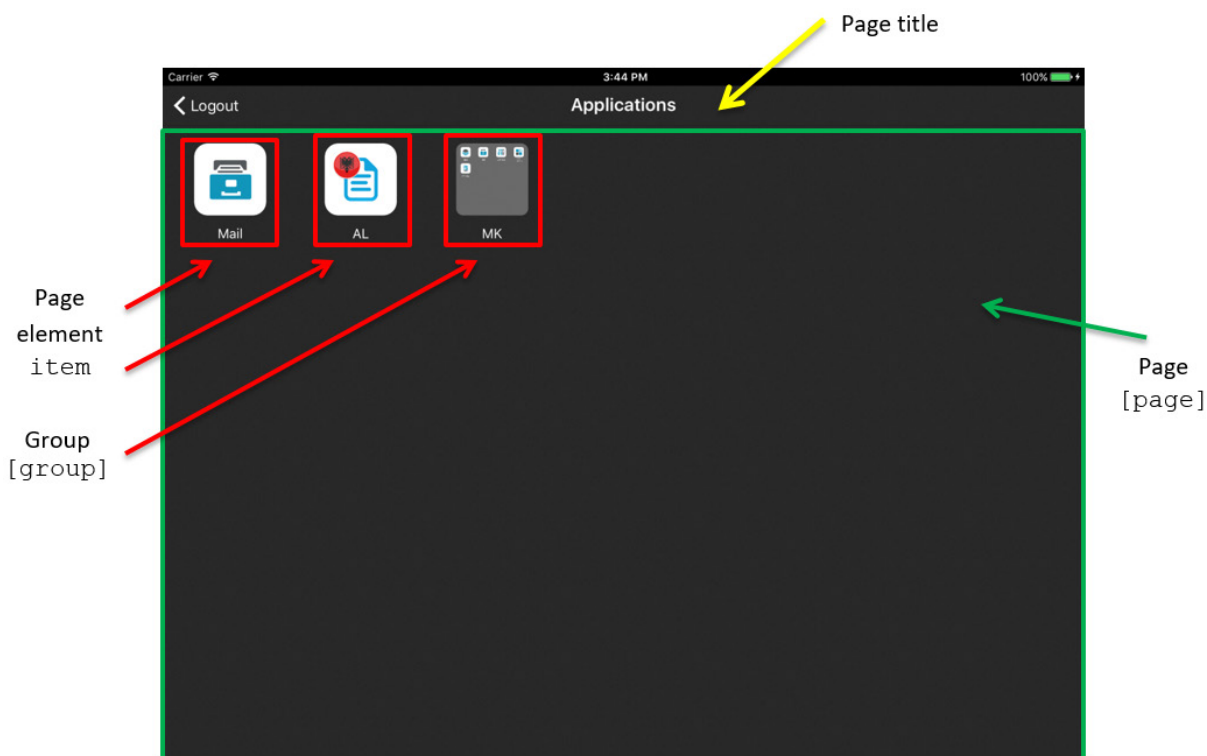 Page title
Carrier 3:44 PM 100%
Logout Applications
Mail AL MK
Page
element
item
Group
[group]
Page
[page]